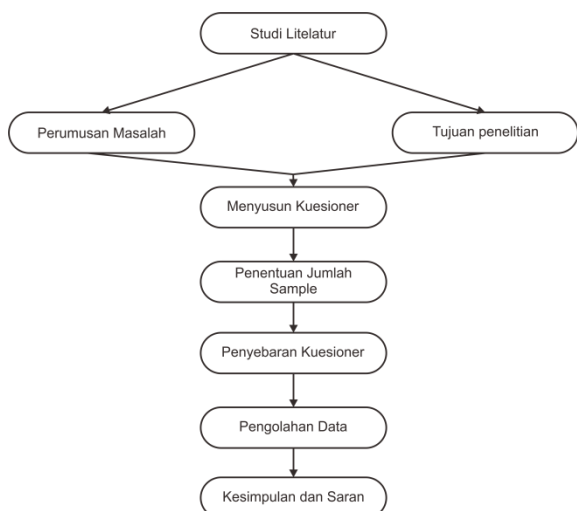 Studi Litelatur
Perumusan Masalah
Tujuan penelitian
Menyusun Kuesioner
Penentuan Jumlah
Sample
Penyebaran Kuesioner
Pengolahan Data
Kesimpulan dan Saran